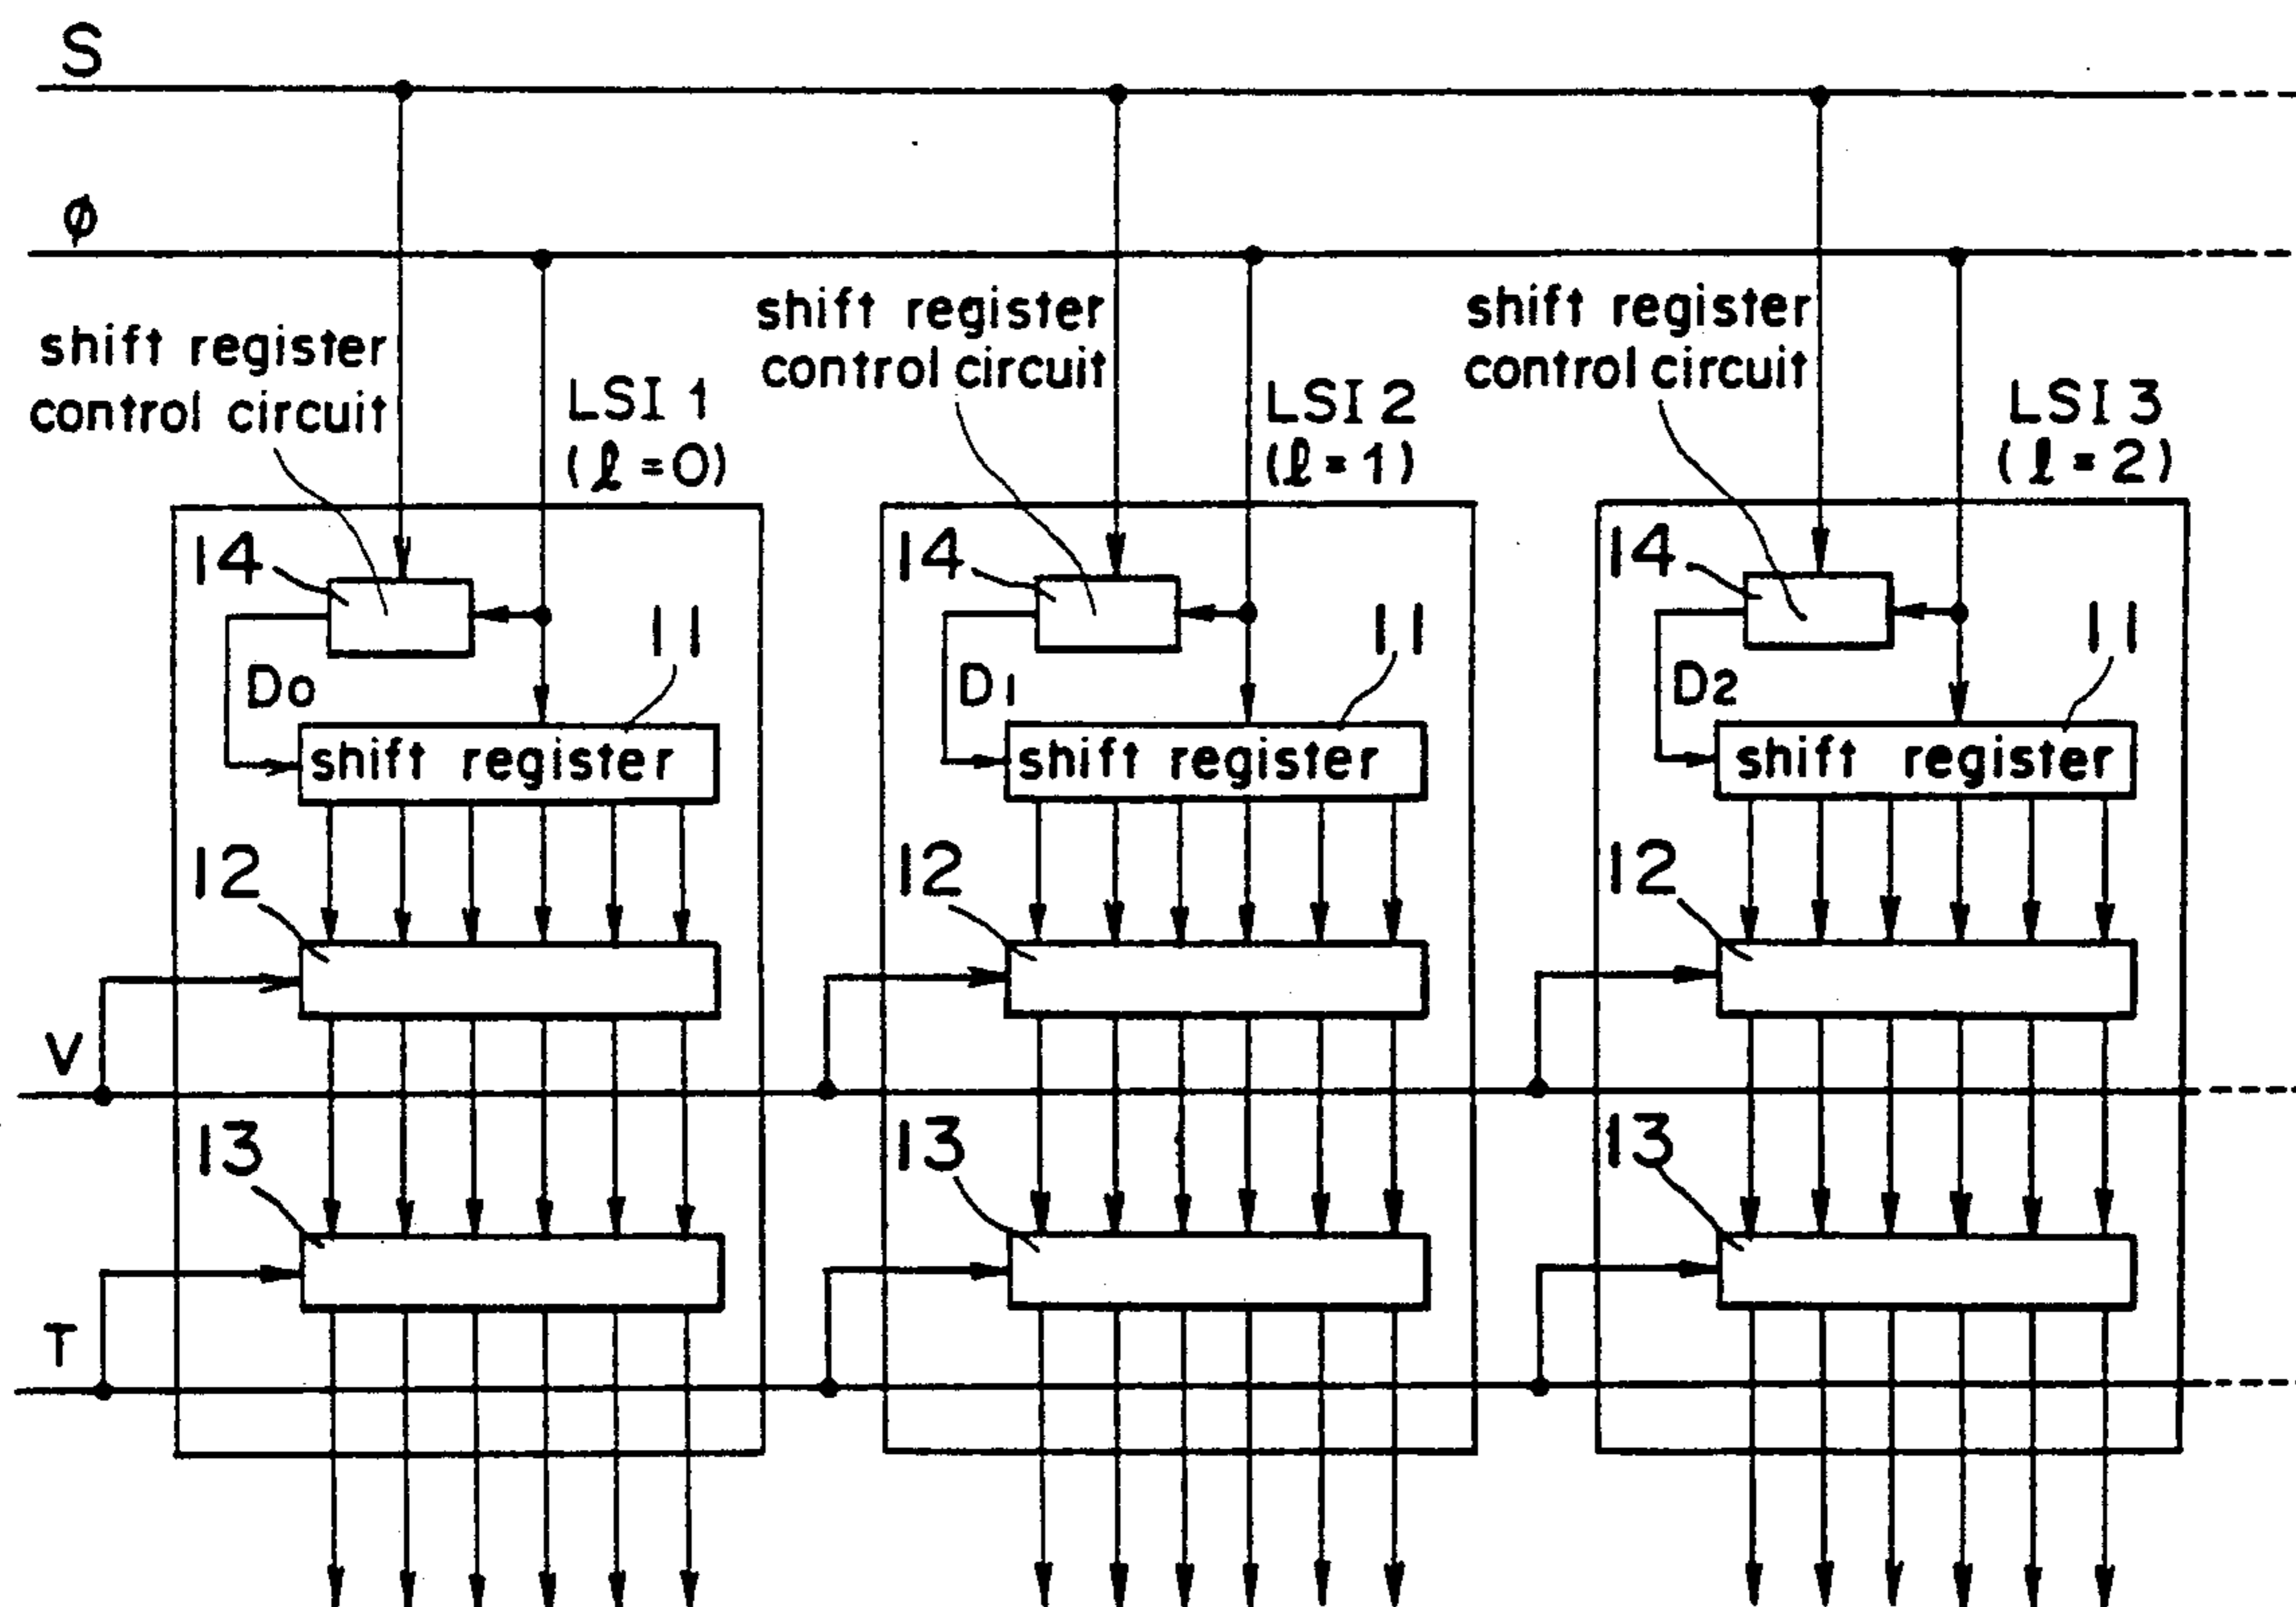 S
φ
shift register
control circuit
LSI 1
(ℓ=0)
shift register
control circuit
LSI 2
(ℓ=1)
shift register
control circuit
LSI 3
(ℓ=2)
14
11
D0
shift register
12
13
14
11
D1
shift register
12
13
14
11
D2
shift register
12
13
V
T